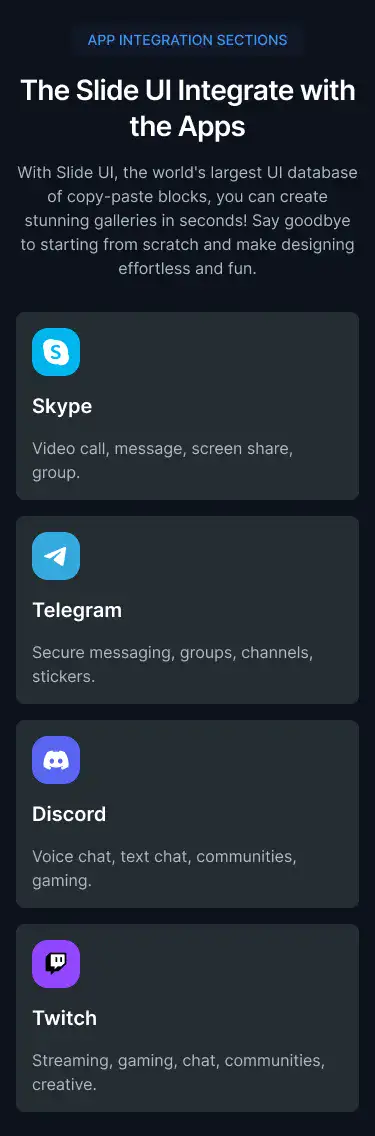 APP INTEGRATION SECTIONS
The Slide UI Integrate with
the Apps
With Slide UI, the world's largest UI database
of copy-paste blocks, you can create
stunning galleries in seconds! Say goodbye
to starting from scratch and make designing
effortless and fun.
Skype
Video call, message, screen share,
group.
Telegram
Secure messaging, groups, channels,
stickers.
Discord
Voice chat, text chat, communities,
gaming.
Twitch
Streaming, gaming, chat, communities,
creative.